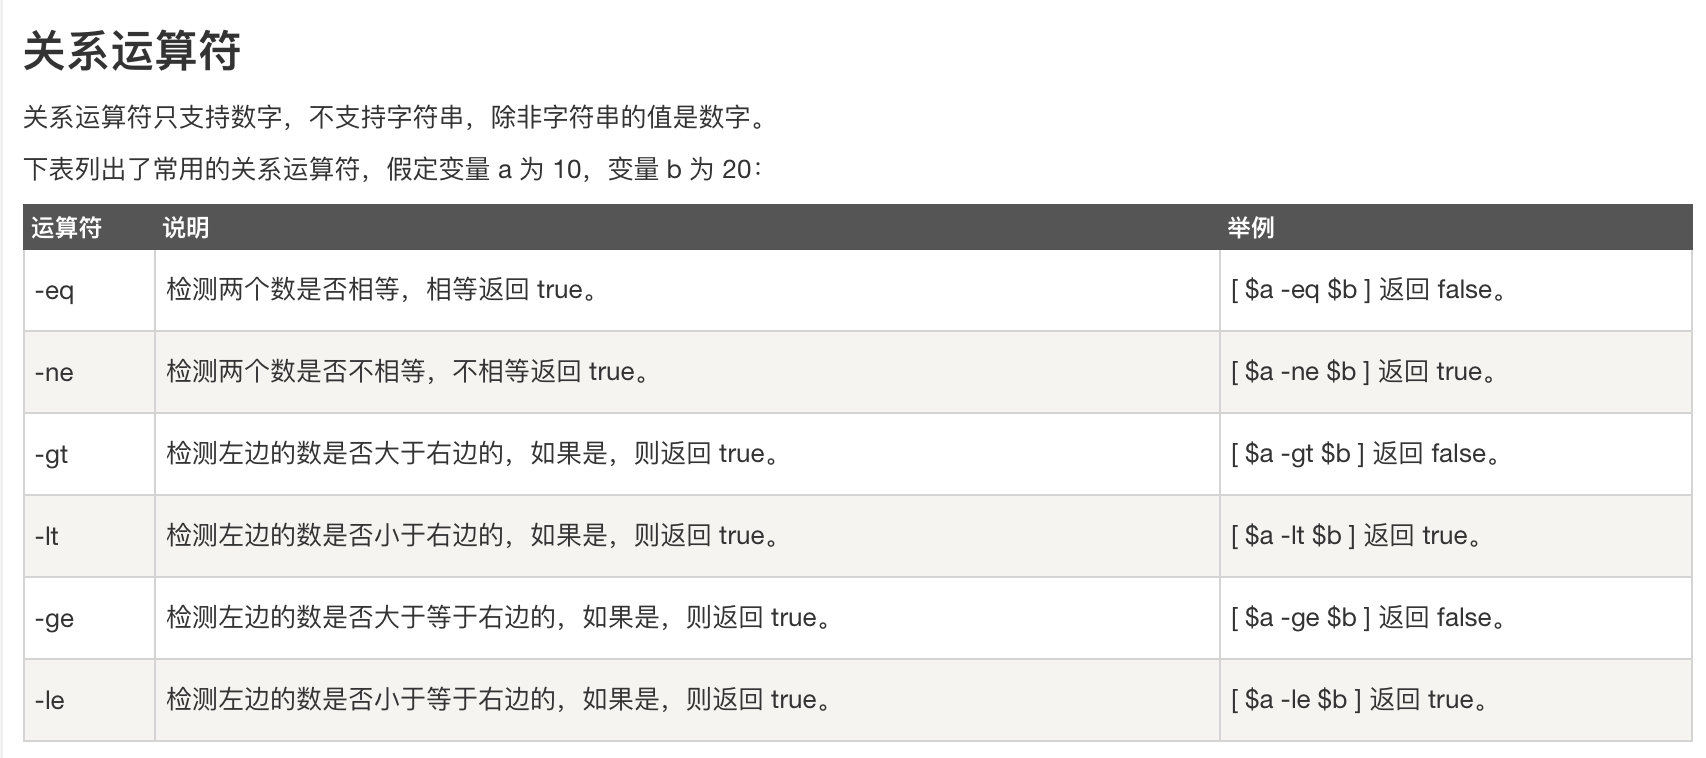 关系运算符
关系运算符只支持数字，不支持字符串，除非字符串的值是数字。
下表列出了常用的关系运算符，假定变量 a 为 10，变量 b 为 20：
运算符 说明 举例
-eq 检测两个数是否相等，相等返回 true。 [ $a -eq $b ] 返回 false。
-ne 检测两个数是否不相等，不相等返回 true。 [ $a -ne $b ] 返回 true。
-gt 检测左边的数是否大于右边的，如果是，则返回 true。 [ $a -gt $b ] 返回 false。
-lt 检测左边的数是否小于右边的，如果是，则返回 true。 [ $a -lt $b ] 返回 true。
-ge 检测左边的数是否大于等于右边的，如果是，则返回 true。 [ $a -ge $b ] 返回 false。
-le 检测左边的数是否小于等于右边的，如果是，则返回 true。 [ $a -le $b ] 返回 true。